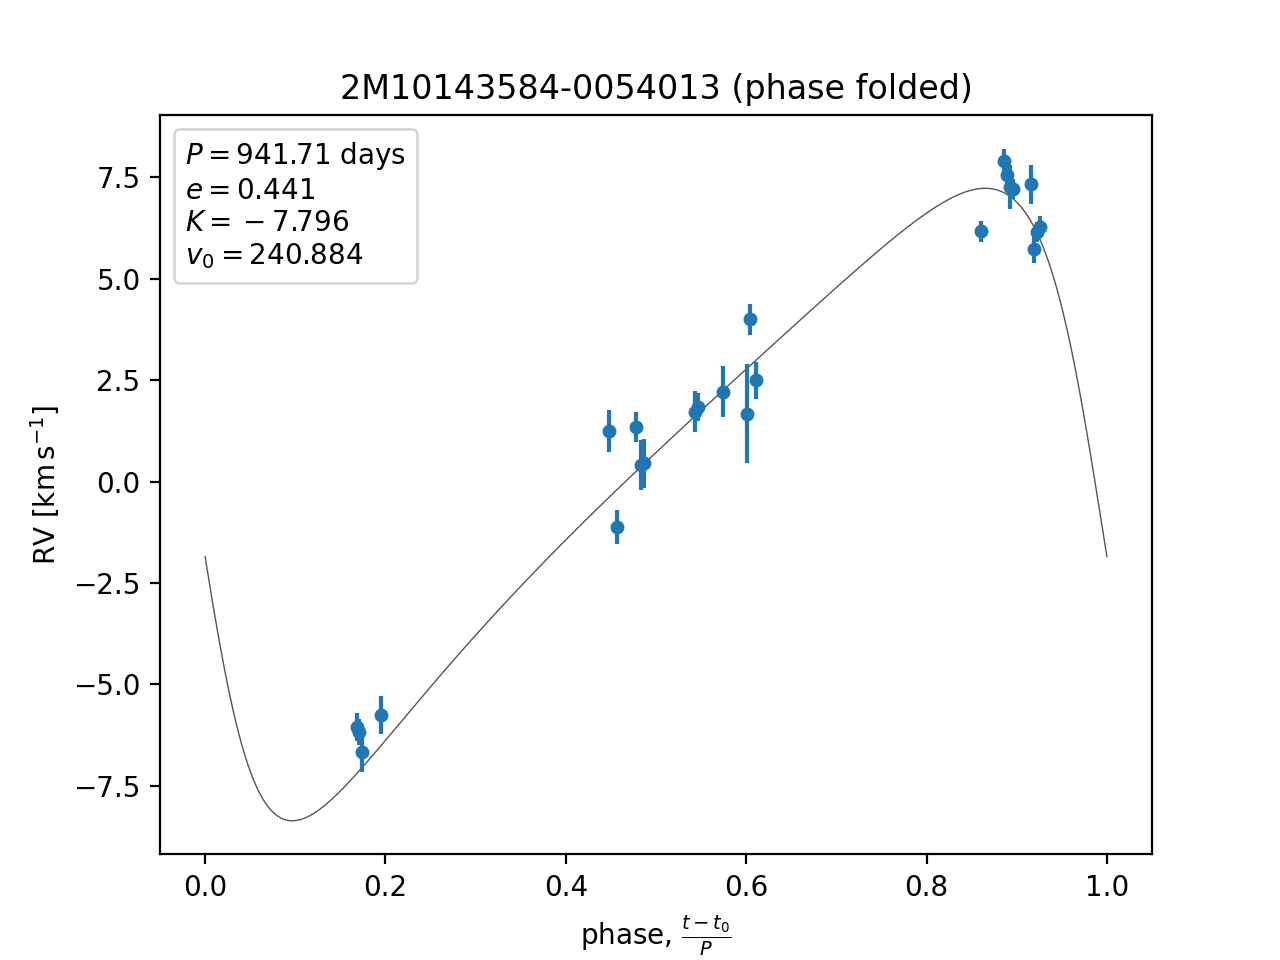 2M10143584-0054013 (phase folded)
P = 941.71 days
e = 0.441
K = −7.796
v₀ = 240.884
7.5
5.0
2.5
0.0
−2.5
−5.0
−7.5
RV [km s⁻¹]
0.0 0.2 0.4 0.6 0.8 1.0
phase, (t − t₀)/P